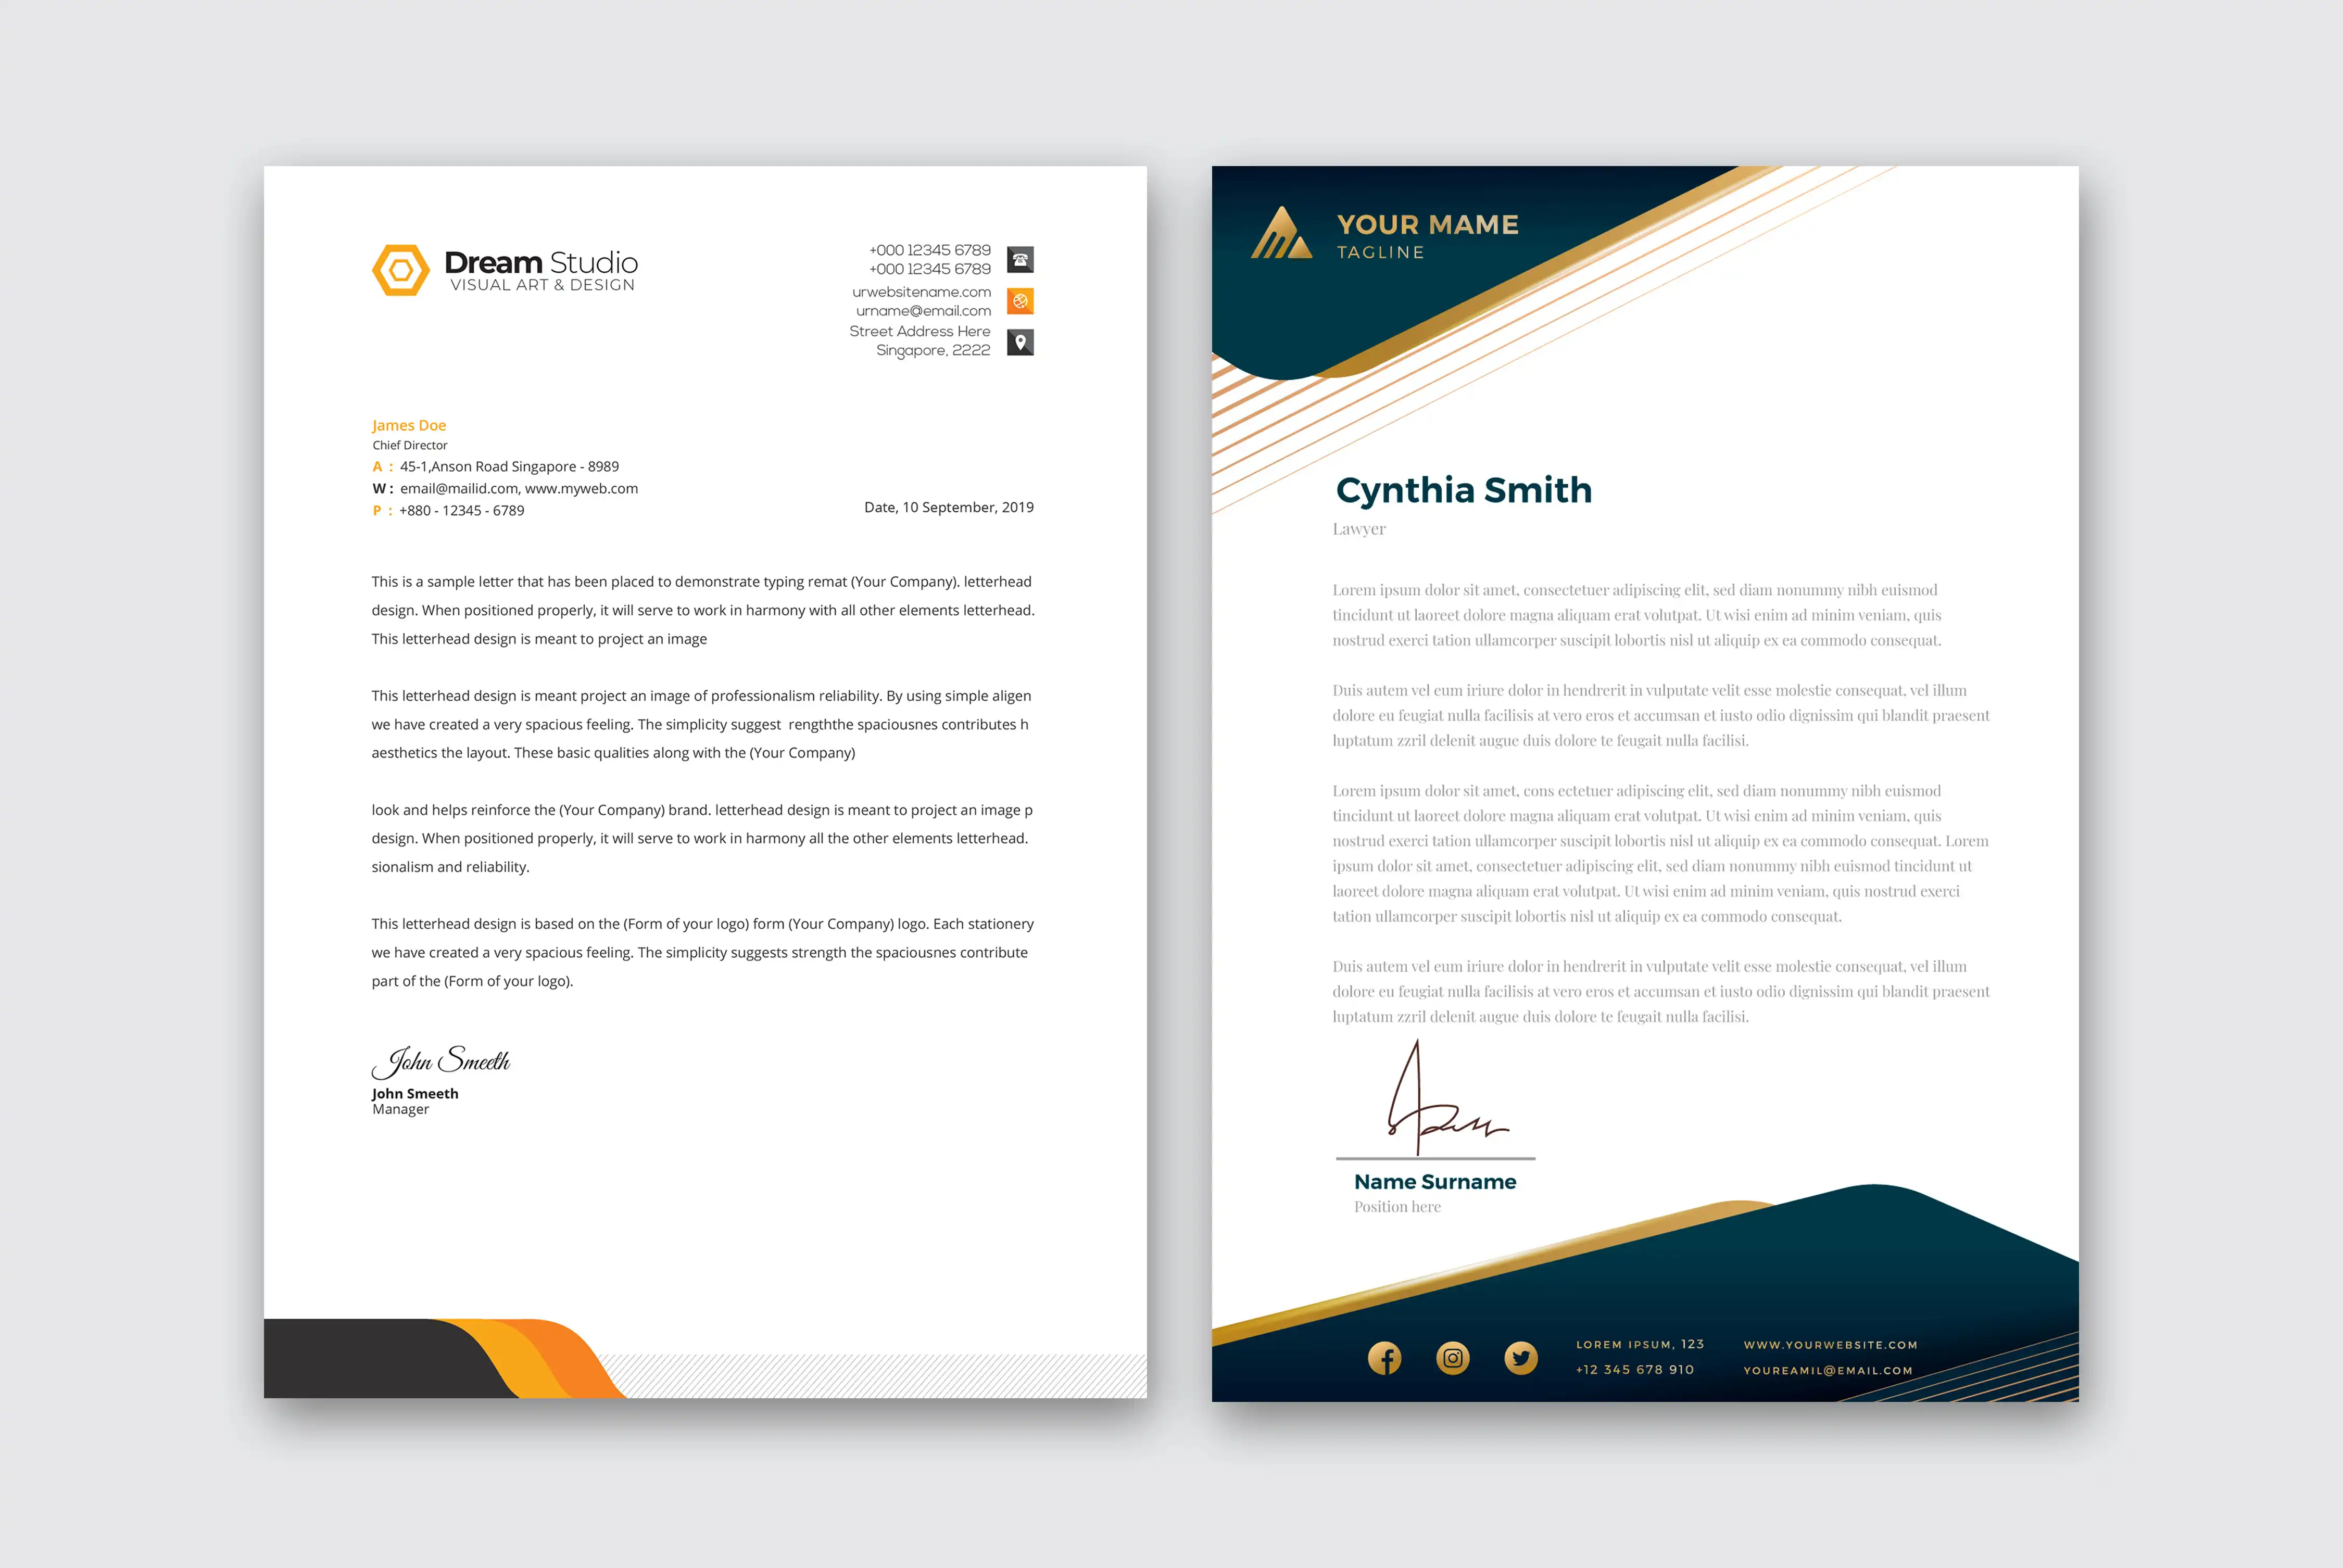 Dream Studio
VISUAL ART & DESIGN
+000 12345 6789
+000 12345 6789
urwebsitename.com
urname@email.com
Street Address Here
Singapore, 2222
James Doe
Chief Director
A : 45-1,Anson Road Singapore - 8989
W : email@mailid.com, www.myweb.com
P : +880 - 12345 - 6789
Date, 10 September, 2019
This is a sample letter that has been placed to demonstrate typing remat (Your Company). letterhead
design. When positioned properly, it will serve to work in harmony with all other elements letterhead.
This letterhead design is meant to project an image
This letterhead design is meant project an image of professionalism reliability. By using simple aligen
we have created a very spacious feeling. The simplicity suggest rengththe spaciousnes contributes h
aesthetics the layout. These basic qualities along with the (Your Company)
look and helps reinforce the (Your Company) brand. letterhead design is meant to project an image p
design. When positioned properly, it will serve to work in harmony all the other elements letterhead.
sionalism and reliability.
This letterhead design is based on the (Form of your logo) form (Your Company) logo. Each stationery
we have created a very spacious feeling. The simplicity suggests strength the spaciousnes contribute
part of the (Form of your logo).
John Smeeth
John Smeeth
Manager
YOUR MAME
TAGLINE
Cynthia Smith
Lawyer
Lorem ipsum dolor sit amet, consectetuer adipiscing elit, sed diam nonummy nibh euismod
tincidunt ut laoreet dolore magna aliquam erat volutpat. Ut wisi enim ad minim veniam, quis
nostrud exerci tation ullamcorper suscipit lobortis nisl ut aliquip ex ea commodo consequat.
Duis autem vel eum iriure dolor in hendrerit in vulputate velit esse molestie consequat, vel illum
dolore eu feugiat nulla facilisis at vero eros et accumsan et iusto odio dignissim qui blandit praesent
luptatum zzril delenit augue duis dolore te feugait nulla facilisi.
Lorem ipsum dolor sit amet, cons ectetuer adipiscing elit, sed diam nonummy nibh euismod
tincidunt ut laoreet dolore magna aliquam erat volutpat. Ut wisi enim ad minim veniam, quis
nostrud exerci tation ullamcorper suscipit lobortis nisl ut aliquip ex ea commodo consequat. Lorem
ipsum dolor sit amet, consectetuer adipiscing elit, sed diam nonummy nibh euismod tincidunt ut
laoreet dolore magna aliquam erat volutpat. Ut wisi enim ad minim veniam, quis nostrud exerci
tation ullamcorper suscipit lobortis nisl ut aliquip ex ea commodo consequat.
Duis autem vel eum iriure dolor in hendrerit in vulputate velit esse molestie consequat, vel illum
dolore eu feugiat nulla facilisis at vero eros et accumsan et iusto odio dignissim qui blandit praesent
luptatum zzril delenit augue duis dolore te feugait nulla facilisi.
Name Surname
Position here
LOREM IPSUM, 123
+12 345 678 910
WWW.YOURWEBSITE.COM
YOUREAMIL@EMAIL.COM